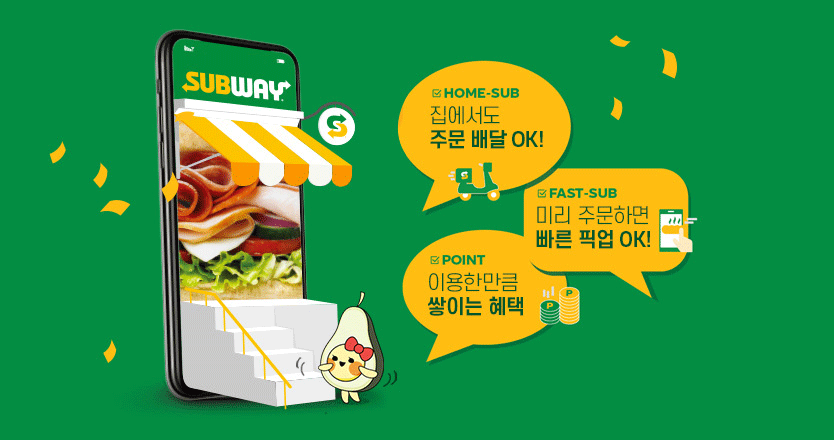 SUBWAY
HOME-SUB
집에서도
주문 배달 OK!
FAST-SUB
미리 주문하면
빠른 픽업 OK!
POINT
이용한만큼
쌓이는 혜택
P
P